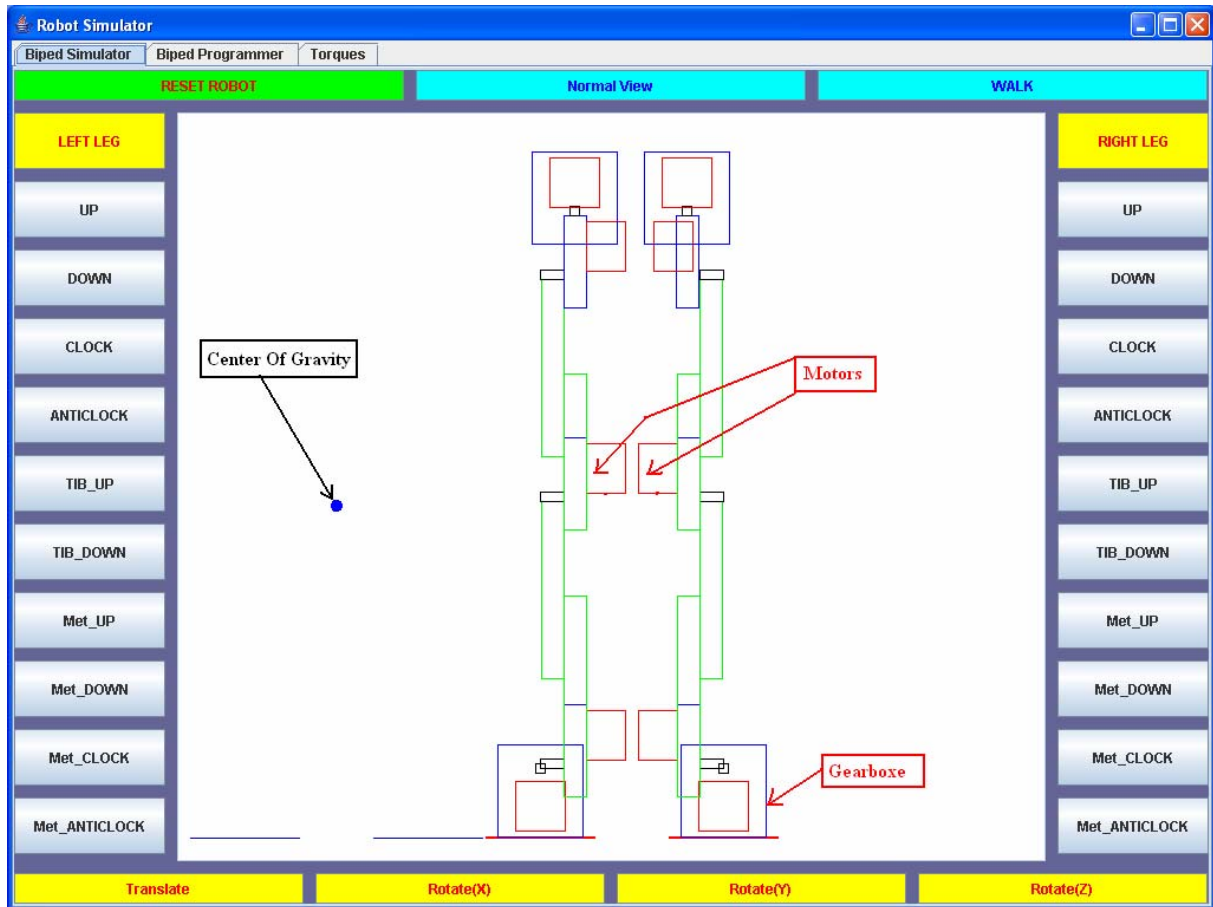 Robot Simulator
Biped Simulator Biped Programmer Torques
RESET ROBOT Normal View WALK
LEFT LEG RIGHT LEG
UP UP
DOWN DOWN
CLOCK CLOCK
Center Of Gravity
Motors
ANTICLOCK ANTICLOCK
TIB_UP TIB_UP
TIB_DOWN TIB_DOWN
Met_UP Met_UP
Met_DOWN Met_DOWN
Met_CLOCK Met_CLOCK
Gearboxe
Met_ANTICLOCK Met_ANTICLOCK
Translate Rotate(X) Rotate(Y) Rotate(Z)